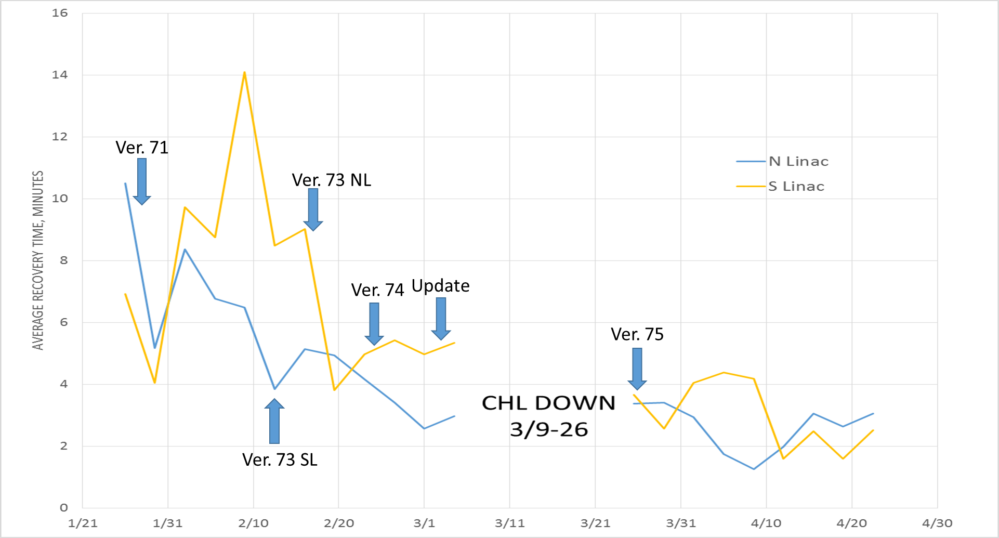 16
14
12
10
8
6
4
2
0
AVERAGE RECOVERY TIME, MINUTES
Ver. 71
Ver. 73 NL
Ver. 73 SL
Ver. 74
Update
CHL DOWN
3/9-26
Ver. 75
N Linac
S Linac
1/21
1/31
2/10
2/20
3/1
3/11
3/21
3/31
4/10
4/20
4/30